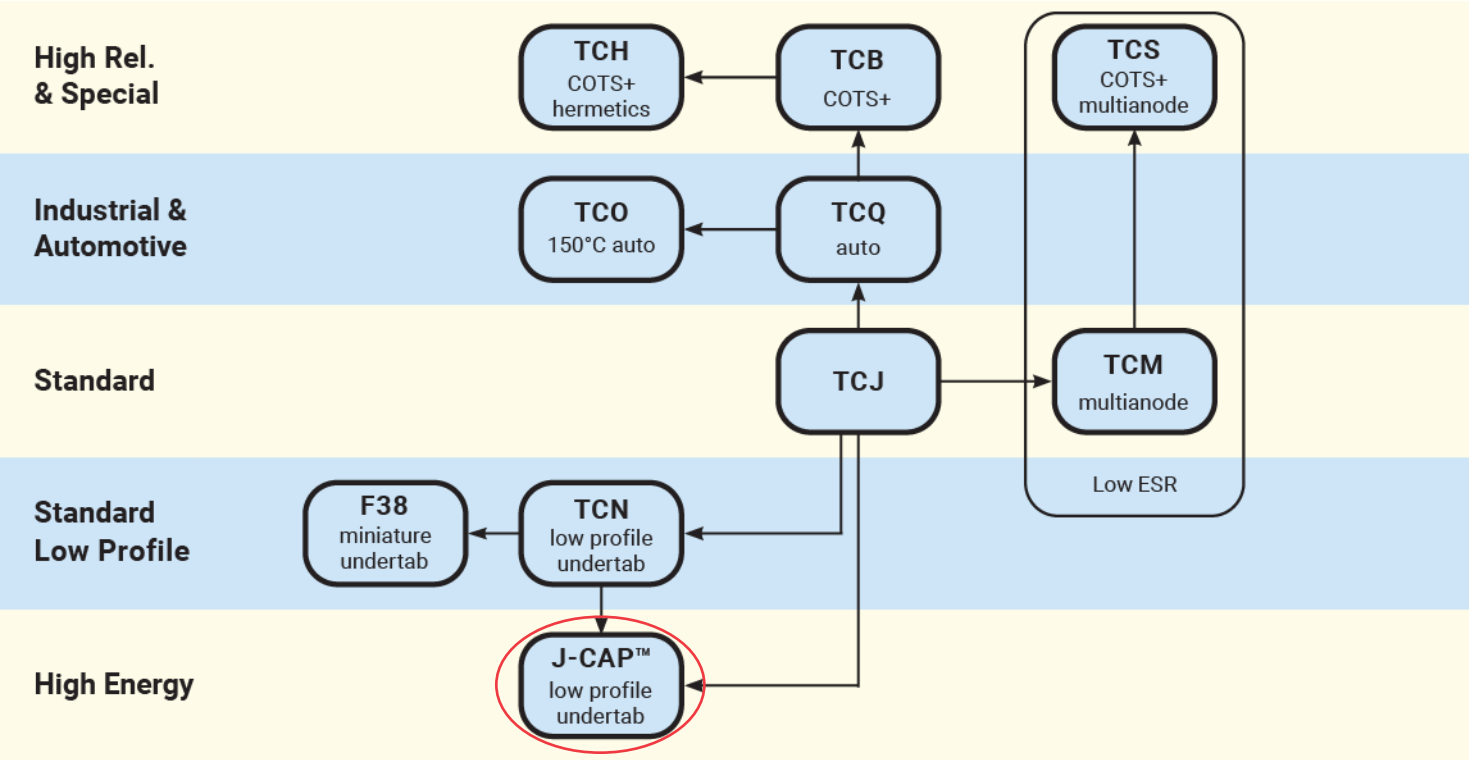 High Rel.
& Special
TCH
COTS+
hermetics
TCB
COTS+
TCS
COTS+
multianode
Industrial &
Automotive
TCO
150°C auto
TCQ
auto
Standard
TCJ
TCM
multianode
Low ESR
Standard
Low Profile
F38
miniature
undertab
TCN
low profile
undertab
High Energy
J-CAP™
low profile
undertab